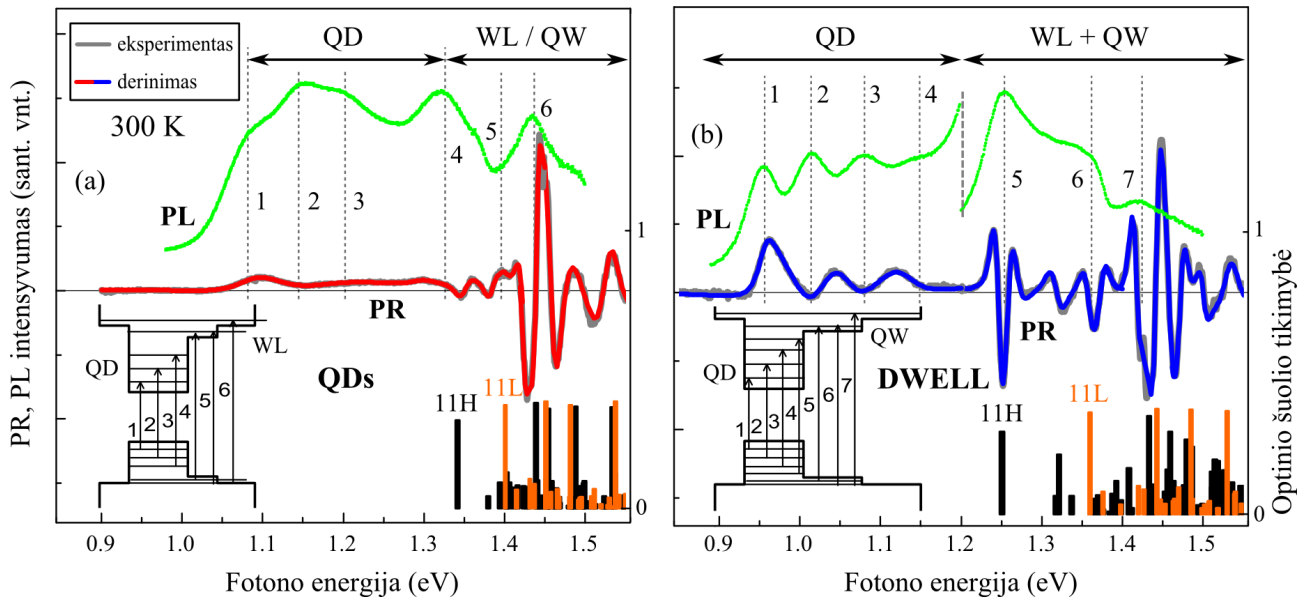 PR, PL intensyvumas (sant. vnt.)
eksperimentas
derinimas
300 K
(a)
QD
WL / QW
1
2
3
4
5
6
PL
PR
QD
WL
1
2
3
4
5
6
QDs
11H
11L
1
0
0.9 1.0 1.1 1.2 1.3 1.4 1.5
Fotono energija (eV)
QD
WL + QW
(b)
1
2
3
4
5
6
7
PL
PR
QD
QW
1
2
3
4
5
6
7
DWELL
11H
11L
1
0
Optinio šuolio tikimybė
0.9 1.0 1.1 1.2 1.3 1.4 1.5
Fotono energija (eV)